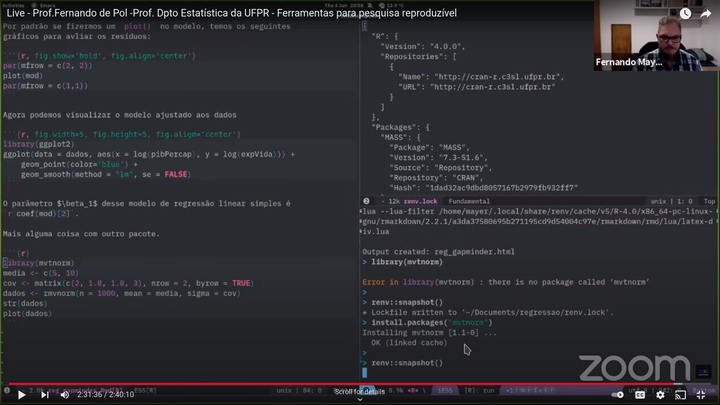 Live - Prof.Fernando de Pol -Prof. Dpto Estatística da UFPR - Ferramentas para pesquisa reproduzível
Por padrão se fizermos um `plot()` no modelo, temos os seguintes
gráficos para avliar os resíduos:
```{r, fig.show='hold', fig.align='center'}
par(mfrow = c(2, 2))
plot(mod)
par(mfrow = c(1,1))
```
Agora podemos visualizar o modelo ajustado aos dados
```{r, fig.width=5, fig.height=5, fig.align='center'}
library(ggplot2)
ggplot(data = dados, aes(x = log(pibPercap), y = log(expVida))) +
geom_point(color='blue') +
geom_smooth(method = "lm", se = FALSE)
```
O parâmetro $\beta_1$ desse modelo de regressão linear simples é
`r coef(mod)[2]`.
Mais alguma coisa com outro pacote.
```{r}
library(mvtnorm)
media <- c(5, 10)
cov <- matrix(c(2, 1.8, 1.8, 3), nrow = 2, byrow = TRUE)
dados <- rmvnorm(n = 1000, mean = media, sigma = cov)
str(dados)
plot(dados)
```
{
"R": {
"Version": "4.0.0",
"Repositories": [
{
"Name": "http://cran-r.c3sl.ufpr.br",
"URL": "http://cran-r.c3sl.ufpr.br"
}
]
},
"Packages": {
"MASS": {
"Package": "MASS",
"Version": "7.3-51.6",
"Source": "Repository",
"Repository": "CRAN",
"Hash": "1dad32ac9dbd8057167b2979fb932ff7"
12k renv.lock Fundamental unix | 1: 0 Top
lua --lua-filter /home/mayer/.local/share/renv/cache/v5/R-4.0/x86_64-pc-linux-
gnu/rmarkdown/2.2.1/a3da37580695b271195cd9d54004c97e/rmarkdown/rmd/lua/latex-d
iv.lua
Output created: reg_gapminder.html
> library(mvtnorm)
Error in library(mvtnorm) : there is no package called ‘mvtnorm’
>
> renv::snapshot()
* Lockfile written to '~/Documents/regressao/renv.lock'.
> install.packages("mvtnorm")
Installing mvtnorm [1.1-0] ...
OK (linked cache)
>
> renv::snapshot()
Fernando May...
zoom
2:31:36 / 2:40:10
Scroll for details